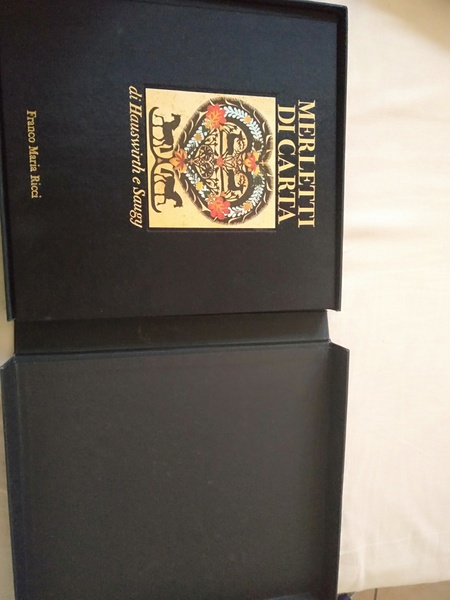 MERLETTI
DI CARTA
di Hauswirth e Saugy
Franco Maria Ricci